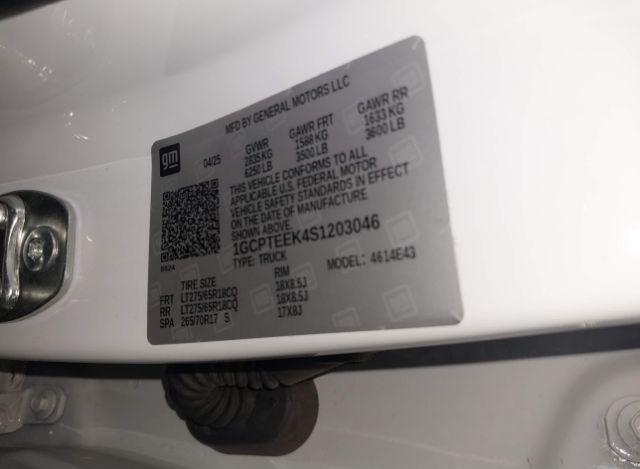 MFD BY GENERAL MOTORS LLC
gm
04/25
GVWR GAWR FRT GAWR RR
2835 KG 1588 KG 1633 KG
6250 LB 3500 LB 3600 LB
THIS VEHICLE CONFORMS TO ALL
APPLICABLE U.S. FEDERAL MOTOR
VEHICLE SAFETY STANDARDS IN EFFECT
ON THE DATE OF MANUFACTURE
SHOWN ABOVE.
1GCPTEEK4S1203046
8624
TYPE: TRUCK MODEL: 4614E43
TIRE SIZE RIM
FRT LT275/65R18CQ 18X8.5J
RR LT275/65R18CQ 18X8.5J
SPA 265/70R17 S 17X8J